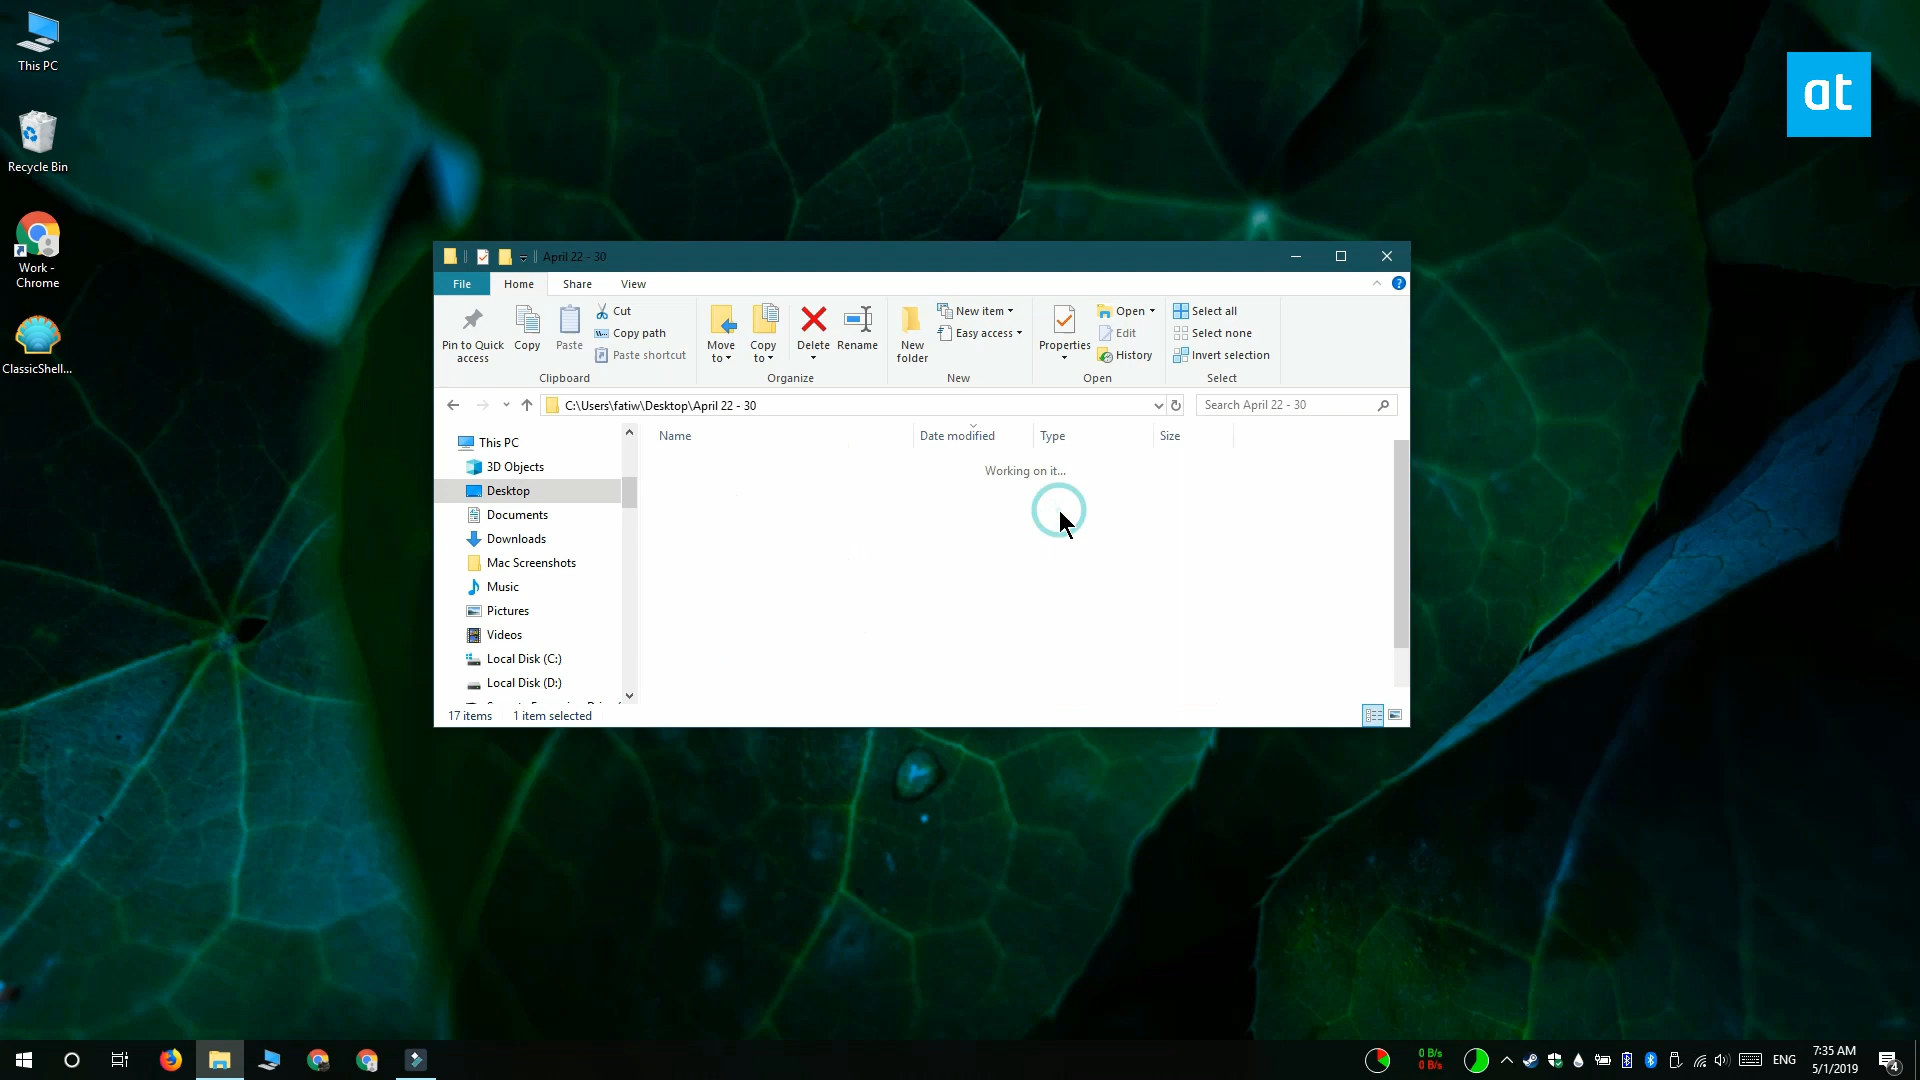 This PC
Recycle Bin
Work -
Chrome
ClassicShell...
at
April 22 - 30
File
Home
Share
View
Pin to Quick
access
Copy
Paste
Cut
Copy path
Paste shortcut
Clipboard
Move
to
Copy
to
Delete
Rename
Organize
New
folder
New item
Easy access
New
Properties
Open
Edit
History
Open
Select all
Select none
Invert selection
Select
C:\Users\fatiw\Desktop\April 22 - 30
Search April 22 - 30
This PC
3D Objects
Desktop
Documents
Downloads
Mac Screenshots
Music
Pictures
Videos
Local Disk (C:)
Local Disk (D:)
Name
Date modified
Type
Size
Working on it...
17 items
1 item selected
0 B/s
0 B/s
ENG
7:35 AM
5/1/2019
4